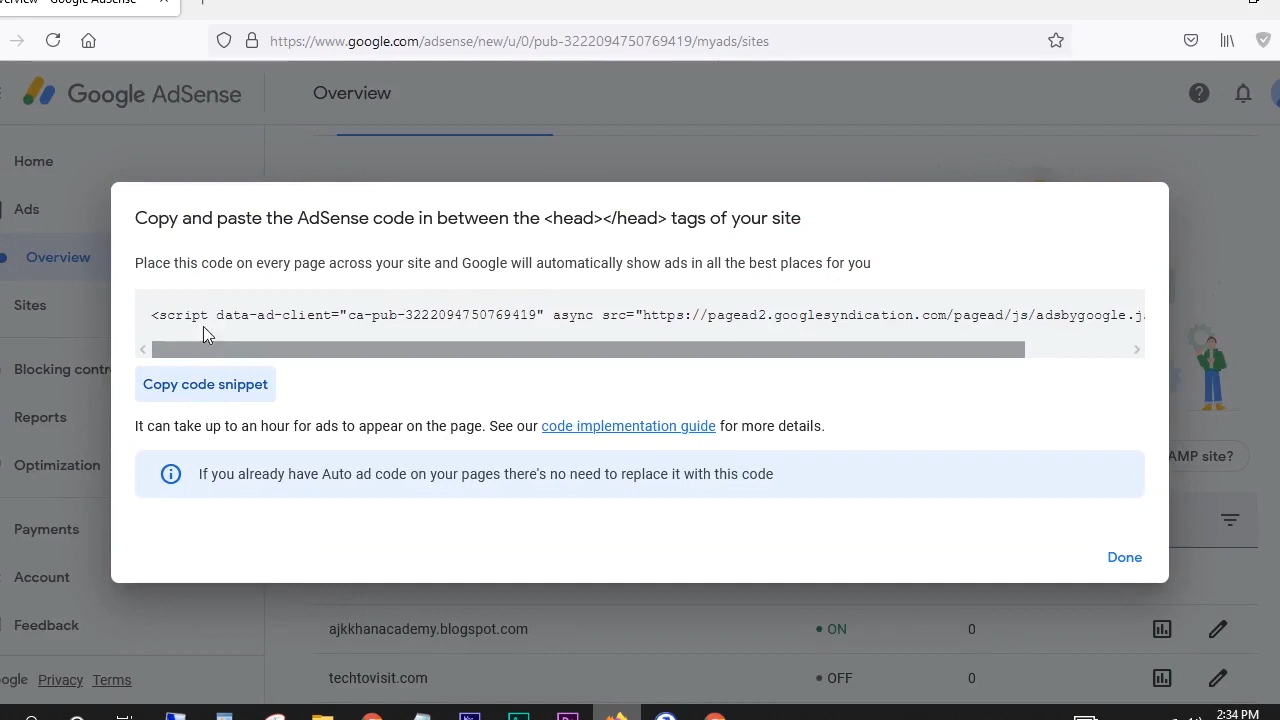 Google AdSense
https://www.google.com/adsense/new/u/0/pub-3222094750769419/myads/sites
Google AdSense
Overview
Home
Ads
Overview
Sites
Blocking contr
Reports
Optimization
Payments
Account
Feedback
ogle Privacy Terms
Copy and paste the AdSense code in between the <head></head> tags of your site
Place this code on every page across your site and Google will automatically show ads in all the best places for you
<script data-ad-client="ca-pub-3222094750769419" async src="https://pagead2.googlesyndication.com/pagead/js/adsbygoogle.j
Copy code snippet
It can take up to an hour for ads to appear on the page. See our code implementation guide for more details.
If you already have Auto ad code on your pages there's no need to replace it with this code
Done
AMP site?
ajkkhanacademy.blogspot.com ON 0
techtovisit.com OFF 0
2:34 PM